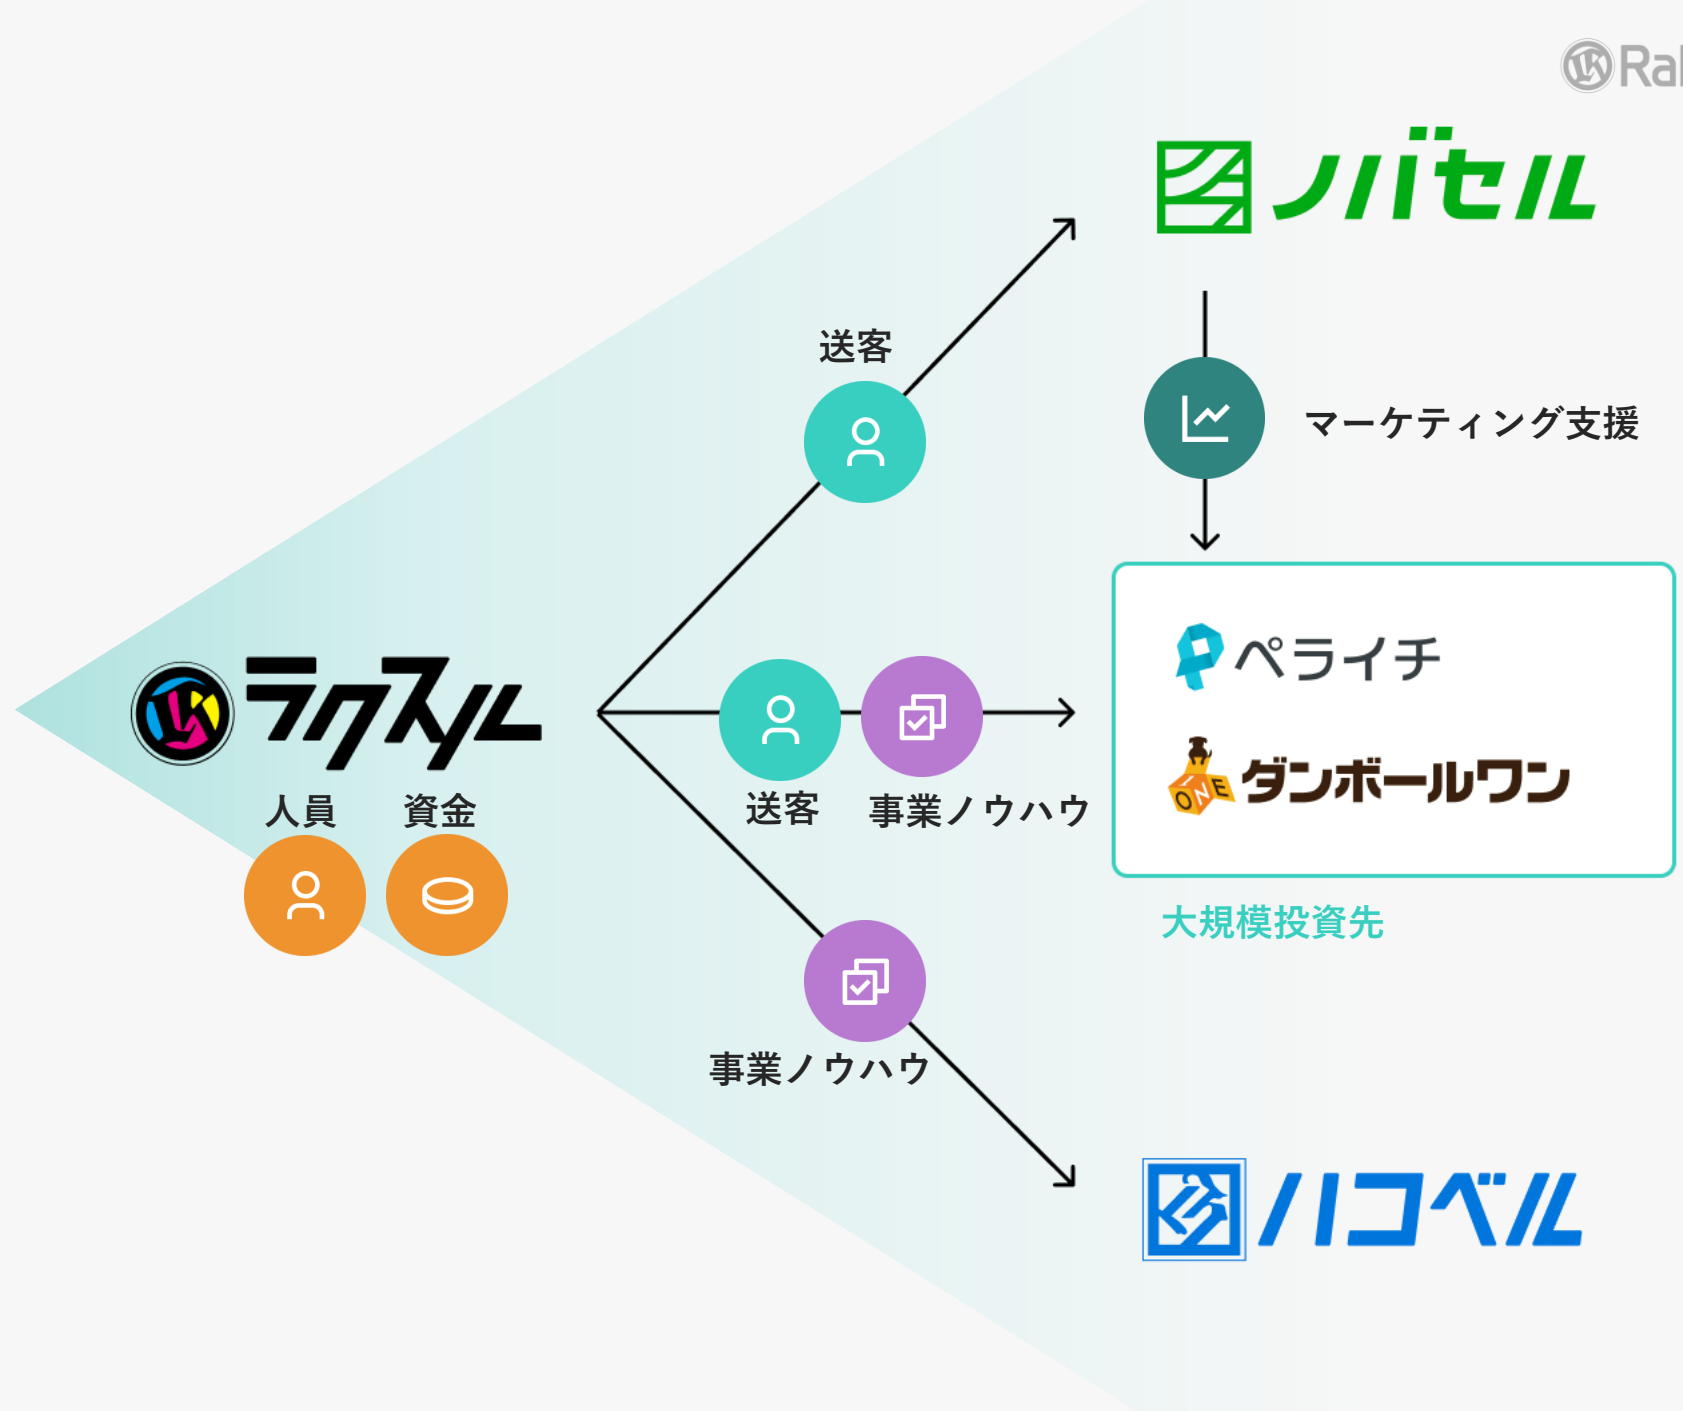 ノバセル
送客
マーケティング支援
ペライチ
ラクスル
ダンボールワン
ONE
人員
資金
送客
事業ノウハウ
大規模投資先
事業ノウハウ
ハコベル